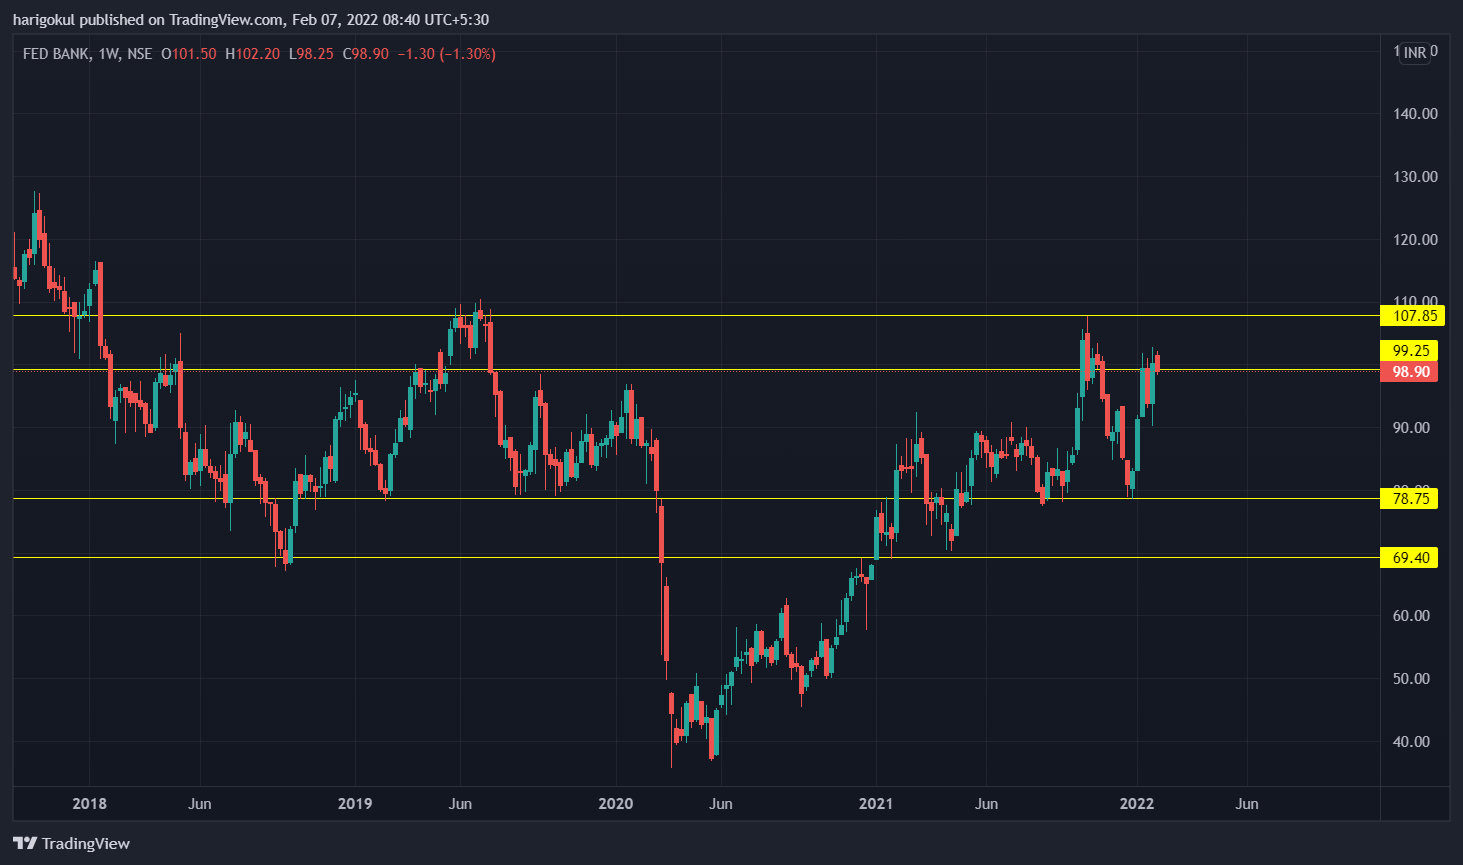 harigokul published on TradingView.com, Feb 07, 2022 08:40 UTC+5:30
FED BANK, 1W, NSE O101.50 H102.20 L98.25 C98.90 −1.30 (−1.30%)
INR
140.00
130.00
120.00
110.00
107.85
99.25
98.90
90.00
78.75
69.40
60.00
50.00
40.00
2018 Jun 2019 Jun 2020 Jun 2021 Jun 2022 Jun
TradingView